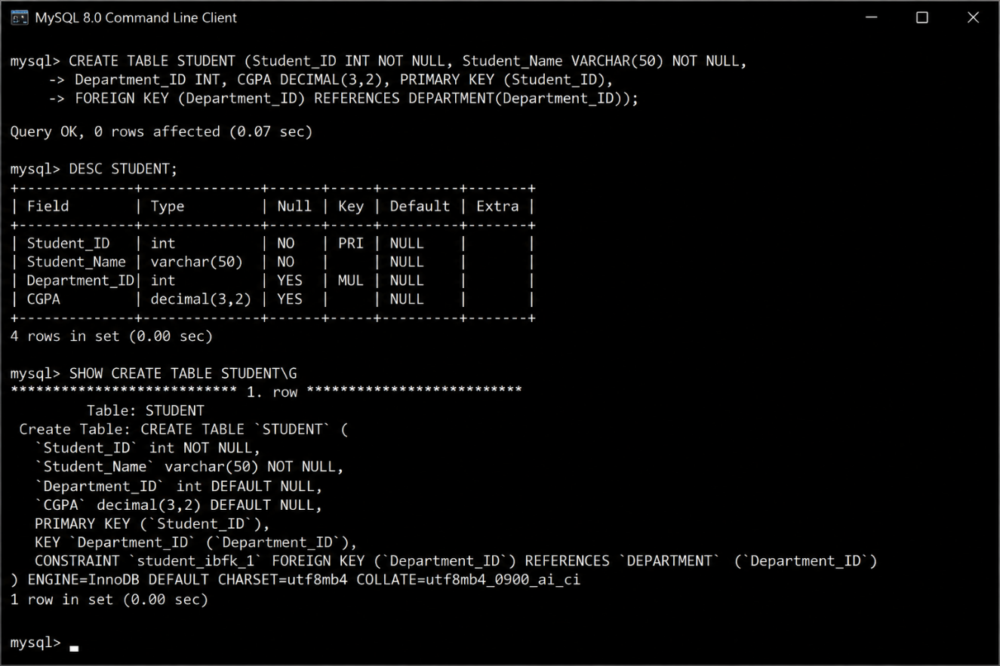 MySQL 8.0 Command Line Client
mysql> CREATE TABLE STUDENT (Student_ID INT NOT NULL, Student_Name VARCHAR(50) NOT NULL,
    -> Department_ID INT, CGPA DECIMAL(3,2), PRIMARY KEY (Student_ID),
    -> FOREIGN KEY (Department_ID) REFERENCES DEPARTMENT(Department_ID));
Query OK, 0 rows affected (0.07 sec)
mysql> DESC STUDENT;
+--------------+--------------+------+-----+---------+-------+
| Field        | Type         | Null | Key | Default | Extra |
+--------------+--------------+------+-----+---------+-------+
| Student_ID   | int          | NO   | PRI | NULL    |       |
| Student_Name | varchar(50)  | NO   |     | NULL    |       |
| Department_ID| int          | YES  | MUL | NULL    |       |
| CGPA         | decimal(3,2) | YES  |     | NULL    |       |
+--------------+--------------+------+-----+---------+-------+
4 rows in set (0.00 sec)
mysql> SHOW CREATE TABLE STUDENT\G
*************************** 1. row **************************
         Table: STUDENT
 Create Table: CREATE TABLE `STUDENT` (
   `Student_ID` int NOT NULL,
   `Student_Name` varchar(50) NOT NULL,
   `Department_ID` int DEFAULT NULL,
   `CGPA` decimal(3,2) DEFAULT NULL,
   PRIMARY KEY (`Student_ID`),
   KEY `Department_ID` (`Department_ID`),
   CONSTRAINT `student_ibfk_1` FOREIGN KEY (`Department_ID`) REFERENCES `DEPARTMENT` (`Department_ID`)
) ENGINE=InnoDB DEFAULT CHARSET=utf8mb4 COLLATE=utf8mb4_0900_ai_ci
1 row in set (0.00 sec)
mysql>